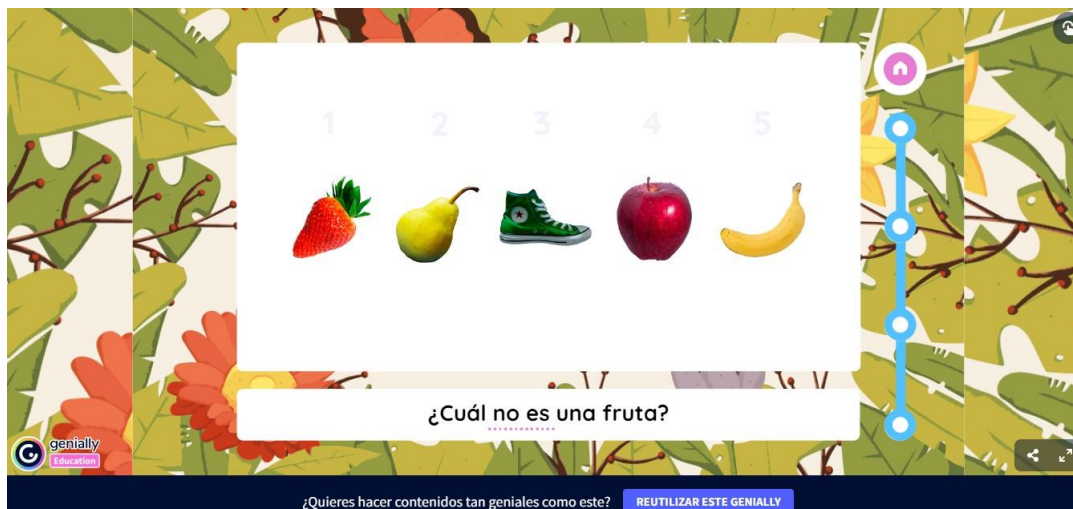 1 2 3 4 5
¿Cuál no es una fruta?
genially
Education
¿Quieres hacer contenidos tan geniales como este? REUTILIZAR ESTE GENIALLY